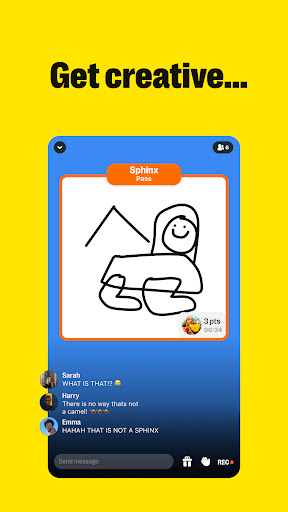 Get creative...
6
Sphinx
Pass
3 pts
00:34
Sarah
WHAT IS THAT!? 😂
Harry
There is no way thats not
a camel! 🐪🐪🐪
Emma
HAHAH THAT IS NOT A SPHINX
Send message
REC